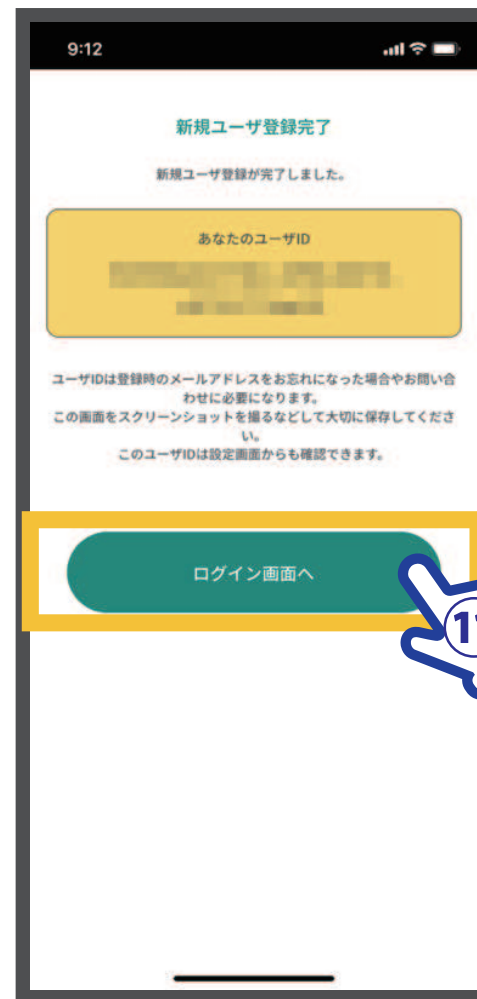 9:12
新規ユーザ登録完了
新規ユーザ登録が完了しました。
あなたのユーザID
ユーザIDは登録時のメールアドレスをお忘れになった場合やお問い合
わせに必要になります。
この画面をスクリーンショットを撮るなどして大切に保存してくださ
い。
このユーザIDは設定画面からも確認できます。
ログイン画面へ